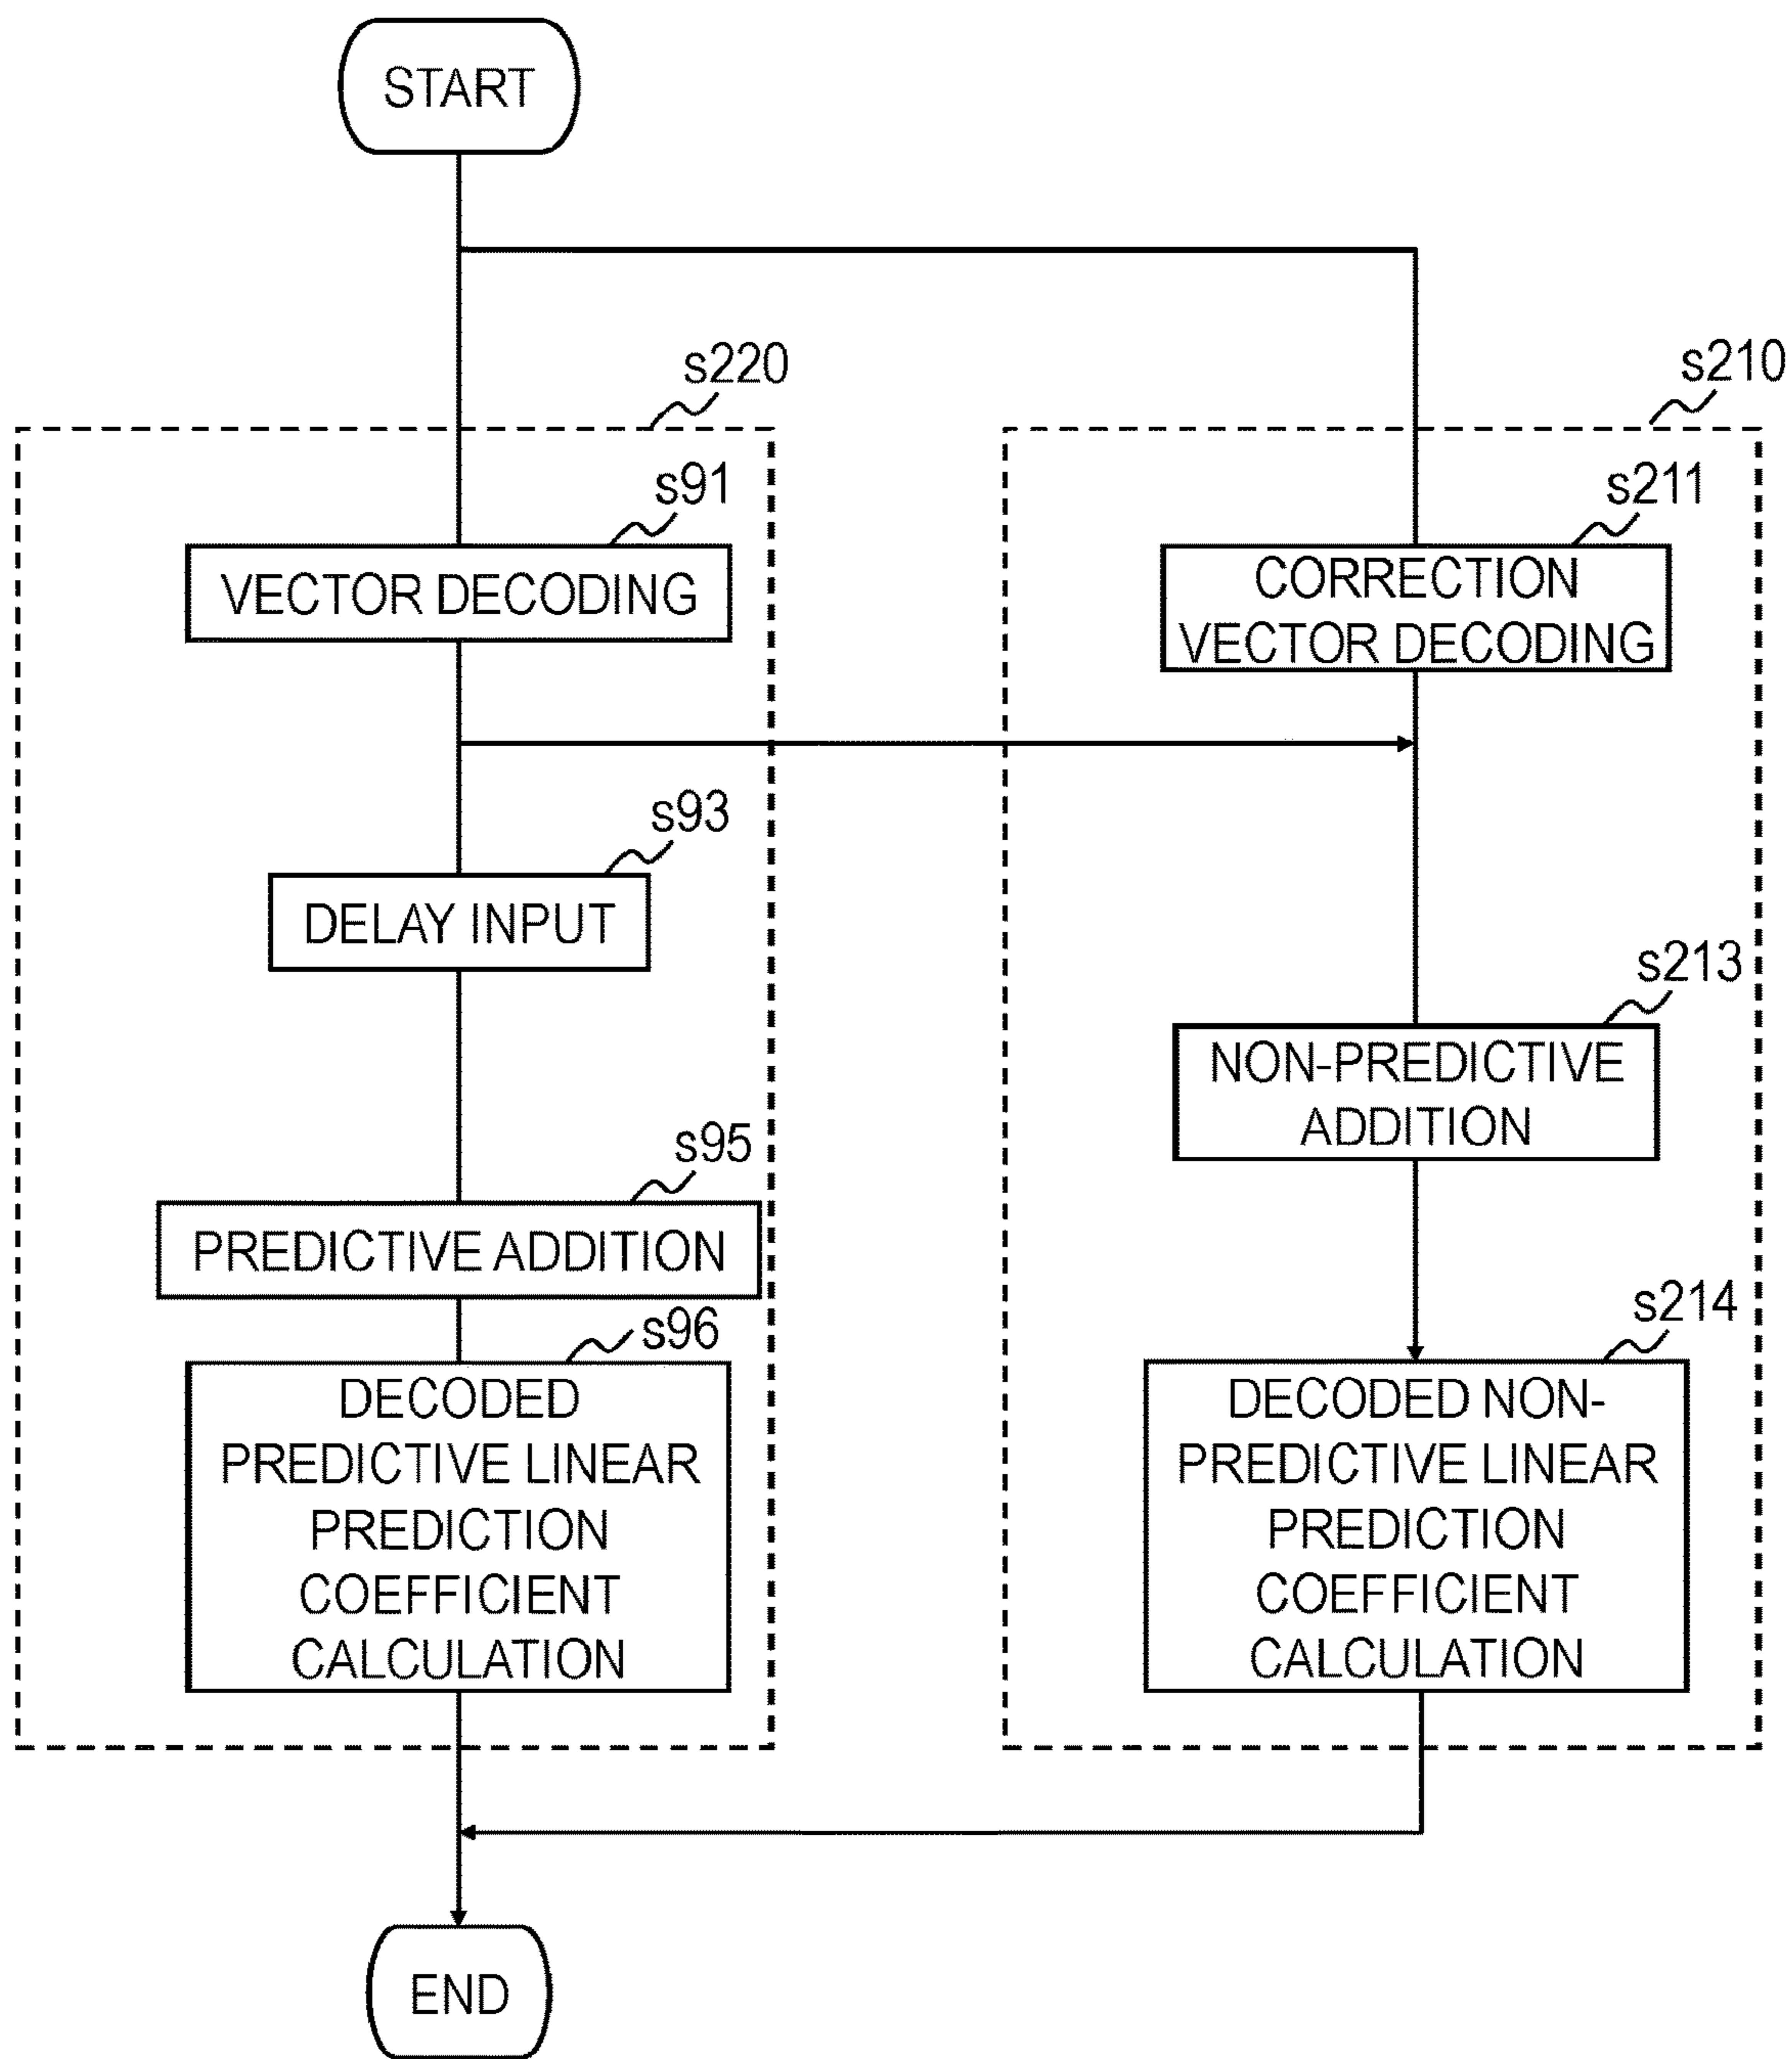 START
s220
s210
s91
VECTOR DECODING
s211
CORRECTION
VECTOR DECODING
s93
DELAY INPUT
s213
NON-PREDICTIVE
ADDITION
s95
PREDICTIVE ADDITION
s96
DECODED
PREDICTIVE LINEAR
PREDICTION
COEFFICIENT
CALCULATION
s214
DECODED NON-
PREDICTIVE LINEAR
PREDICTION
COEFFICIENT
CALCULATION
END